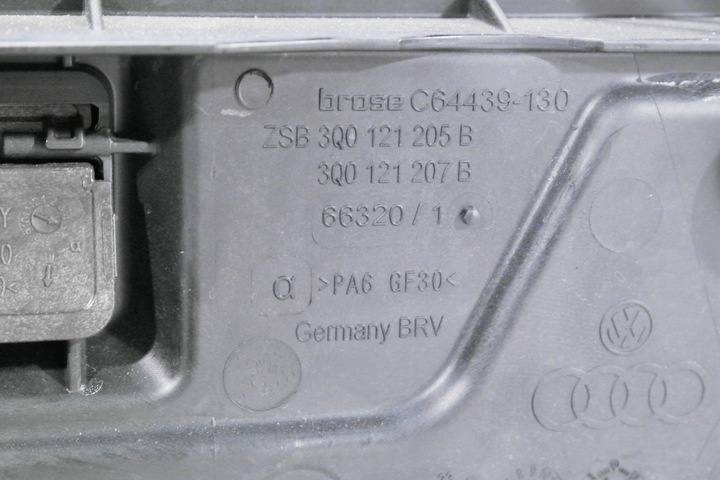 brose C64439-130
ZSB 3Q0 121 205 B
3Q0 121 207 B
66320 / 1
>PA6 GF30<
Germany BRV